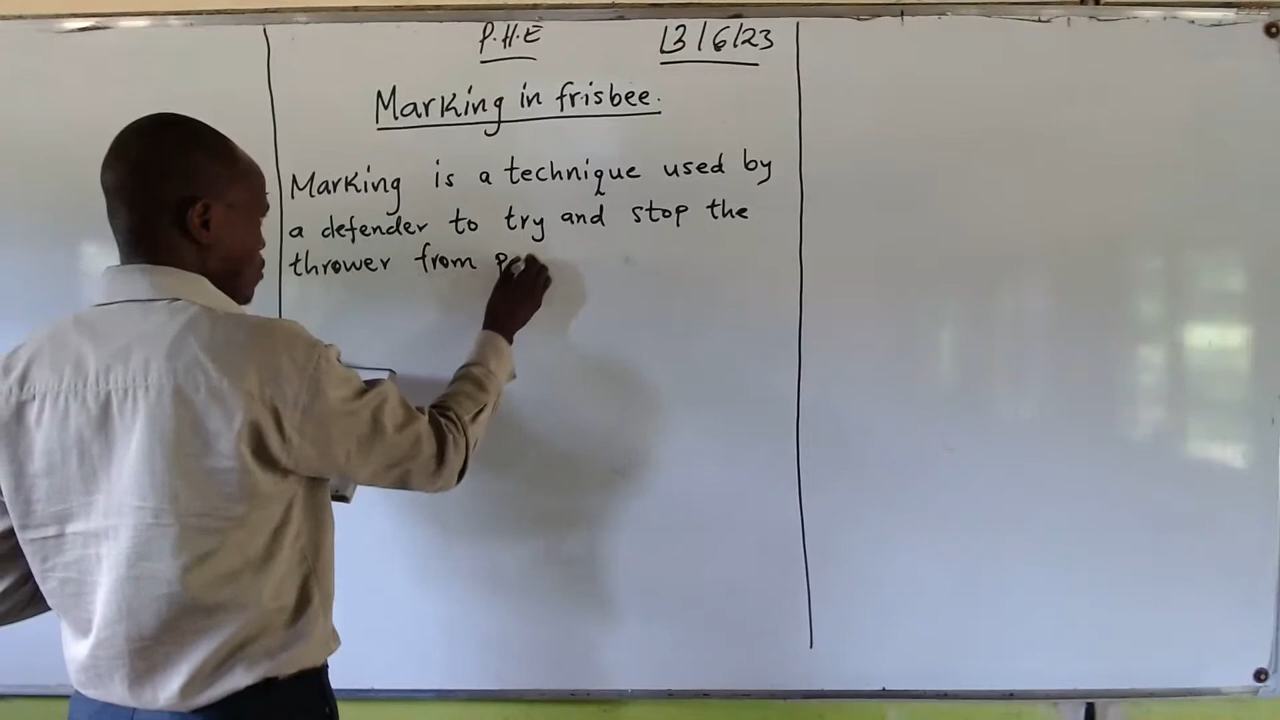 P.H.E 13/6/23
Marking in frisbee.
Marking is a technique used by
a defender to try and stop the
thrower from